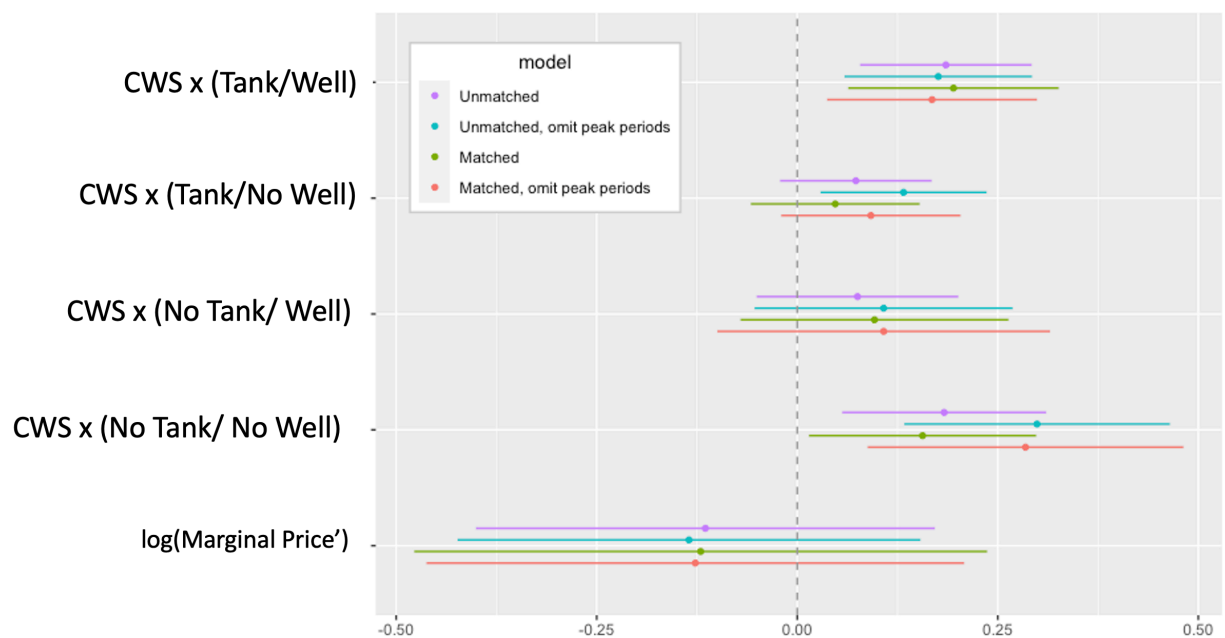 model
Unmatched
Unmatched, omit peak periods
Matched
Matched, omit peak periods
CWS x (Tank/Well)
CWS x (Tank/No Well)
CWS x (No Tank/ Well)
CWS x (No Tank/ No Well)
log(Marginal Price’)
-0.50 -0.25 0.00 0.25 0.50